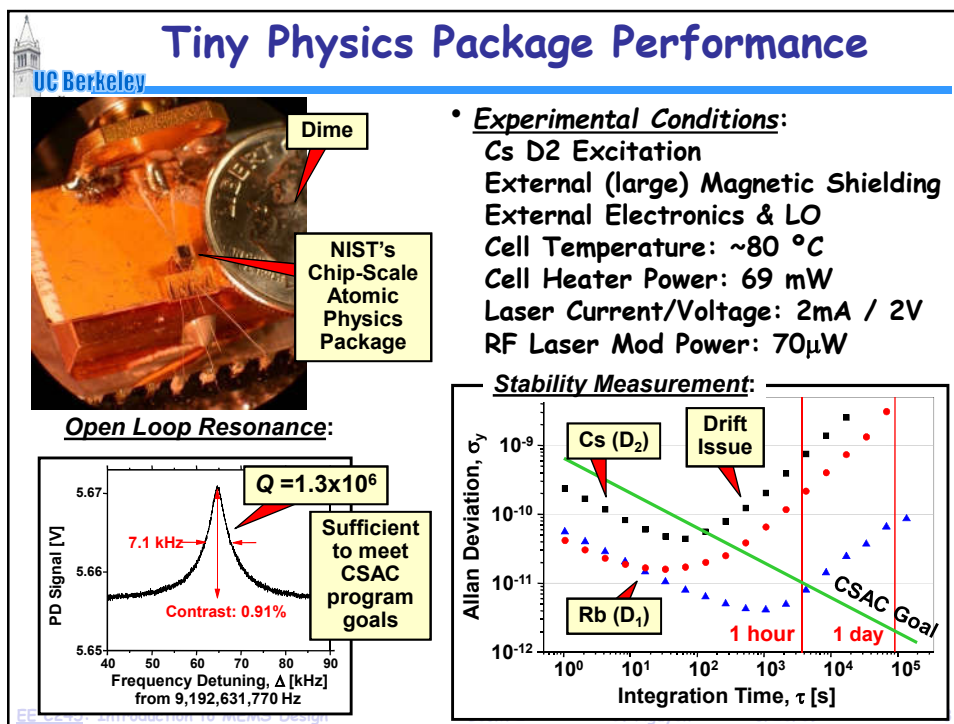 Tiny Physics Package Performance
UC Berkeley
Dime
NIST's
Chip-Scale
Atomic
Physics
Package
• Experimental Conditions:
Cs D2 Excitation
External (large) Magnetic Shielding
External Electronics & LO
Cell Temperature: ~80 ºC
Cell Heater Power: 69 mW
Laser Current/Voltage: 2mA / 2V
RF Laser Mod Power: 70μW
Open Loop Resonance:
5.67
5.66
5.65
PD Signal [V]
7.1 kHz
Contrast: 0.91%
Q =1.3x10⁶
Sufficient
to meet
CSAC
program
goals
40 50 60 70 80 90
Frequency Detuning, Δ [kHz]
from 9,192,631,770 Hz
Stability Measurement:
Allan Deviation, σy
10⁻⁹
10⁻¹⁰
10⁻¹¹
10⁻¹²
Cs (D₂)
Drift
Issue
Rb (D₁)
CSAC Goal
1 hour
1 day
10⁰ 10¹ 10² 10³ 10⁴ 10⁵
Integration Time, τ [s]